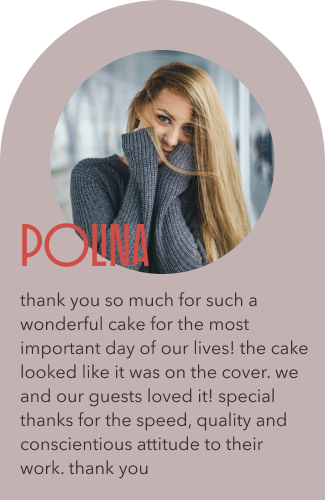 POLINA
thank you so much for such a
wonderful cake for the most
important day of our lives! the cake
looked like it was on the cover. we
and our guests loved it! special
thanks for the speed, quality and
conscientious attitude to their
work. thank you